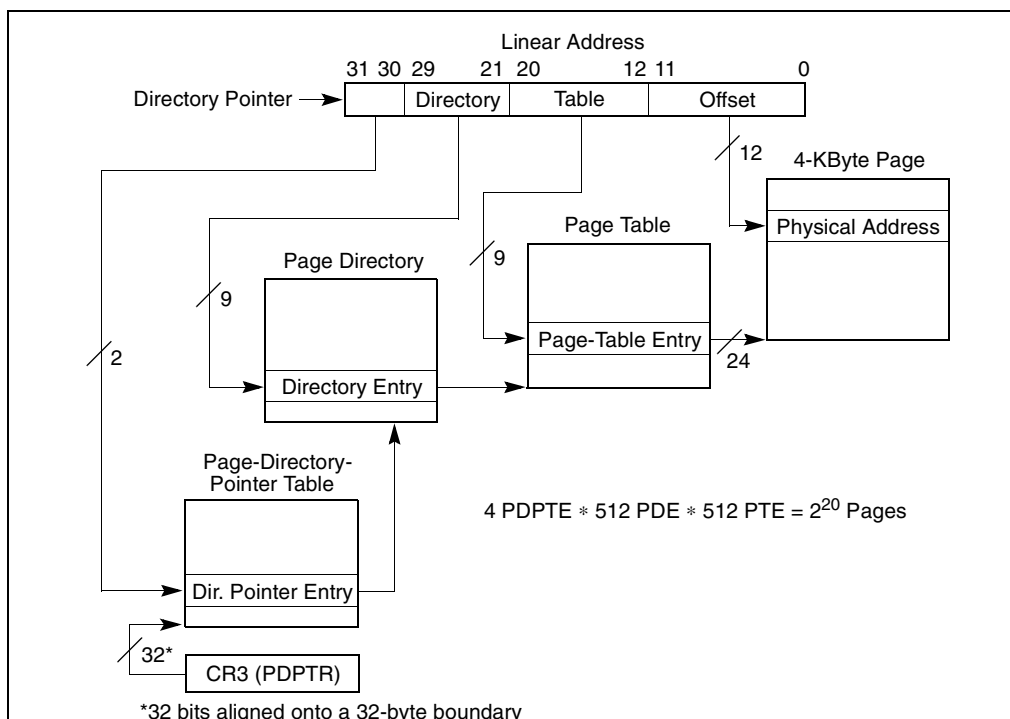 Linear Address
31 30 29 21 20 12 11 0
Directory Pointer
Directory
Table
Offset
12
4-KByte Page
Physical Address
Page Table
9
Page-Table Entry
24
Page Directory
9
Directory Entry
2
Page-Directory-
Pointer Table
Dir. Pointer Entry
4 PDPTE ∗ 512 PDE ∗ 512 PTE = 2²⁰ Pages
32*
CR3 (PDPTR)
*32 bits aligned onto a 32-byte boundary